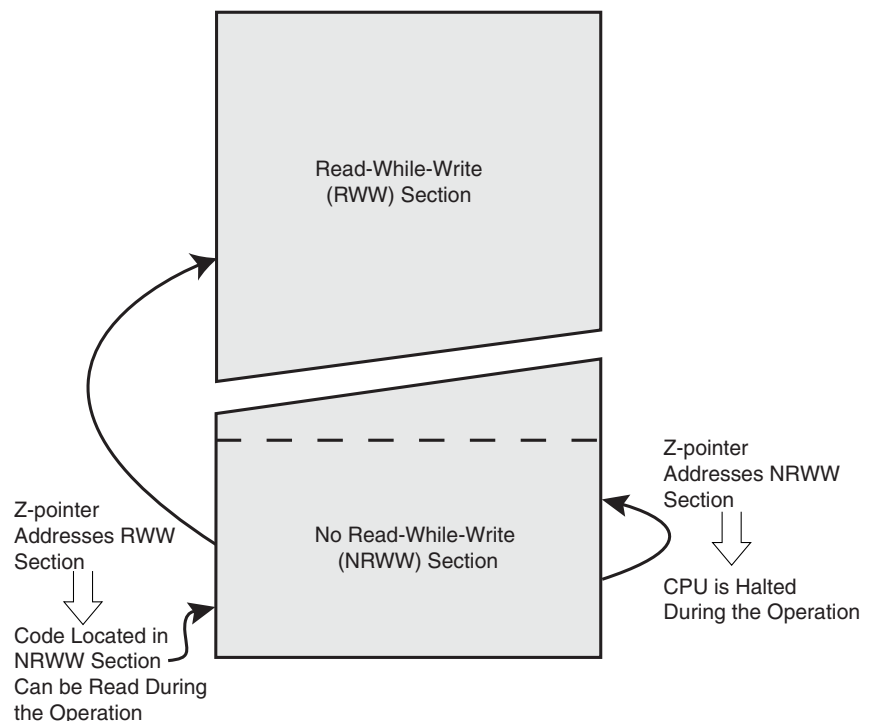 Read-While-Write
(RWW) Section
Z-pointer
Addresses NRWW
Section
No Read-While-Write
(NRWW) Section
CPU is Halted
During the Operation
Z-pointer
Addresses RWW
Section
Code Located in
NRWW Section
Can be Read During
the Operation